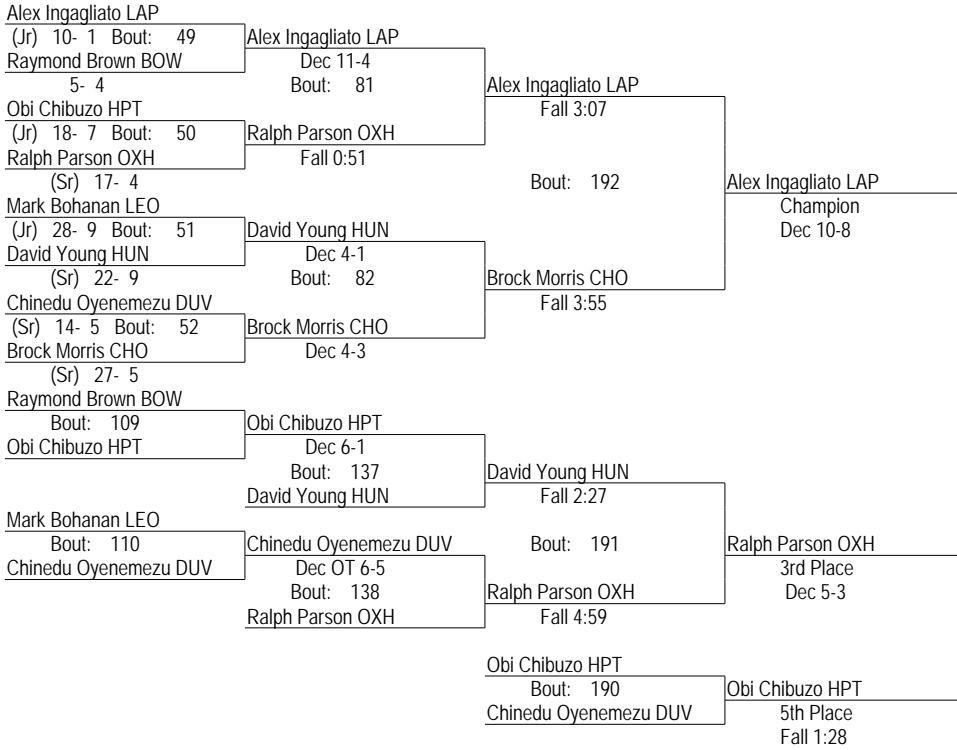 Alex Ingagliato LAP
(Jr) 10- 1 Bout: 49
Raymond Brown BOW
5- 4
Obi Chibuzo HPT
(Jr) 18- 7 Bout: 50
Ralph Parson OXH
(Sr) 17- 4
Mark Bohanan LEO
(Jr) 28- 9 Bout: 51
David Young HUN
(Sr) 22- 9
Chinedu Oyenemezu DUV
(Sr) 14- 5 Bout: 52
Brock Morris CHO
(Sr) 27- 5
Alex Ingagliato LAP
Dec 11-4
Bout: 81
Ralph Parson OXH
Fall 0:51
David Young HUN
Dec 4-1
Bout: 82
Brock Morris CHO
Dec 4-3
Alex Ingagliato LAP
Fall 3:07
Bout: 192
Brock Morris CHO
Fall 3:55
Alex Ingagliato LAP
Champion
Dec 10-8
Raymond Brown BOW
Bout: 109
Obi Chibuzo HPT
Mark Bohanan LEO
Bout: 110
Chinedu Oyenemezu DUV
Obi Chibuzo HPT
Dec 6-1
Bout: 137
David Young HUN
Chinedu Oyenemezu DUV
Dec OT 6-5
Bout: 138
Ralph Parson OXH
David Young HUN
Fall 2:27
Bout: 191
Ralph Parson OXH
Fall 4:59
Ralph Parson OXH
3rd Place
Dec 5-3
Obi Chibuzo HPT
Bout: 190
Chinedu Oyenemezu DUV
Obi Chibuzo HPT
5th Place
Fall 1:28